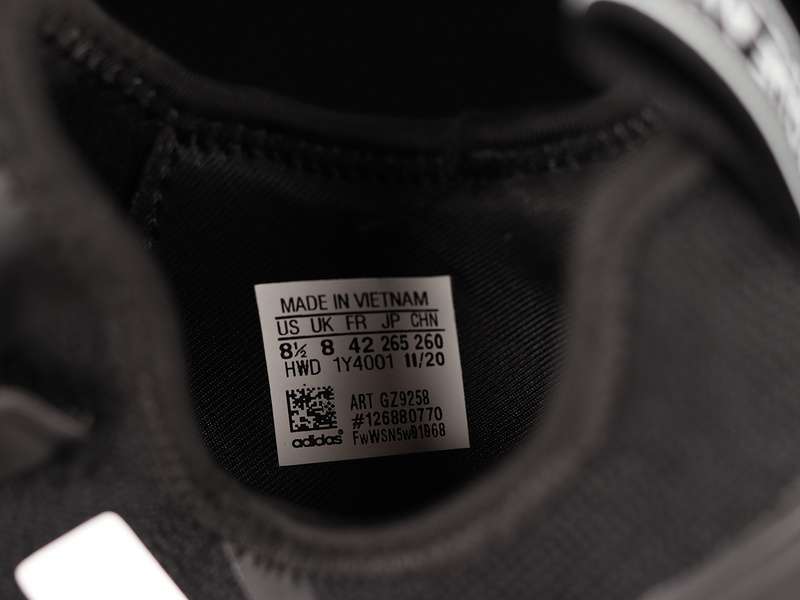 MADE IN VIETNAM
US UK FR JP CHN
8½ 8 42 265 260
HWD 1Y4001 11/20
ART GZ9258
#126880770
adidas® FwWSN5w01868